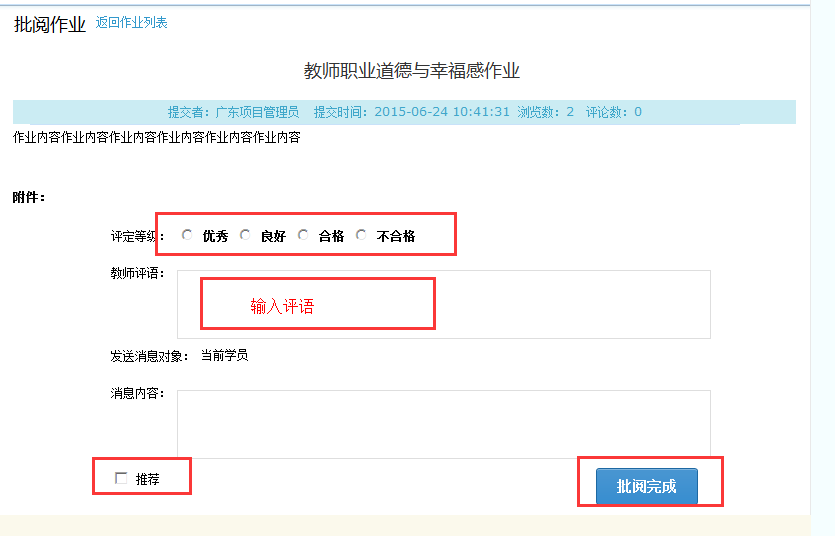 批阅作业 返回作业列表
教师职业道德与幸福感作业
提交者：广东项目管理员 提交时间：2015-06-24 10:41:31 浏览数：2 评论数：0
作业内容作业内容作业内容作业内容作业内容作业内容
附件：
评定等级： 优秀 良好 合格 不合格
教师评语：
输入评语
发送消息对象： 当前学员
消息内容：
推荐
批阅完成